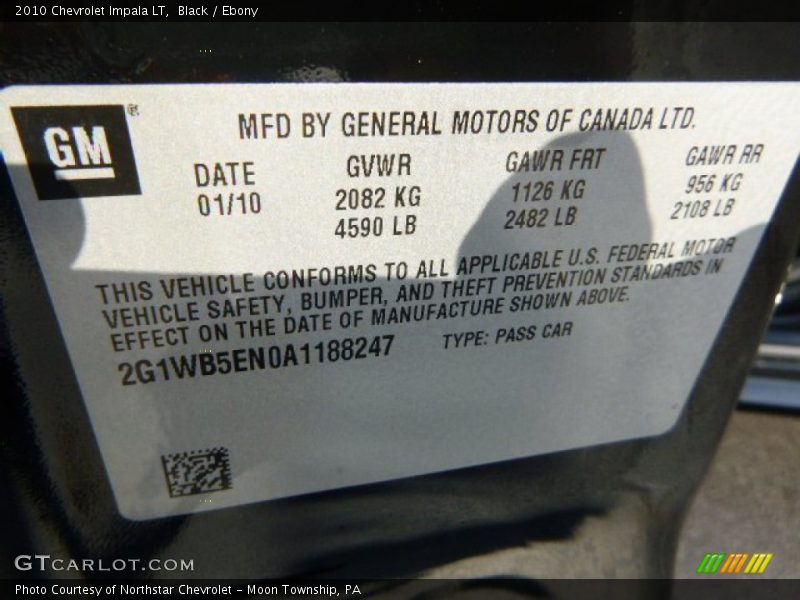 2010 Chevrolet Impala LT, Black / Ebony
GM®
MFD BY GENERAL MOTORS OF CANADA LTD.
DATE GVWR GAWR FRT GAWR RR
01/10 2082 KG 1126 KG 956 KG
4590 LB 2482 LB 2108 LB
THIS VEHICLE CONFORMS TO ALL APPLICABLE U.S. FEDERAL MOTOR
VEHICLE SAFETY, BUMPER, AND THEFT PREVENTION STANDARDS IN
EFFECT ON THE DATE OF MANUFACTURE SHOWN ABOVE.
2G1WB5EN0A1188247 TYPE: PASS CAR
GTCARLOT.COM
Photo Courtesy of Northstar Chevrolet - Moon Township, PA